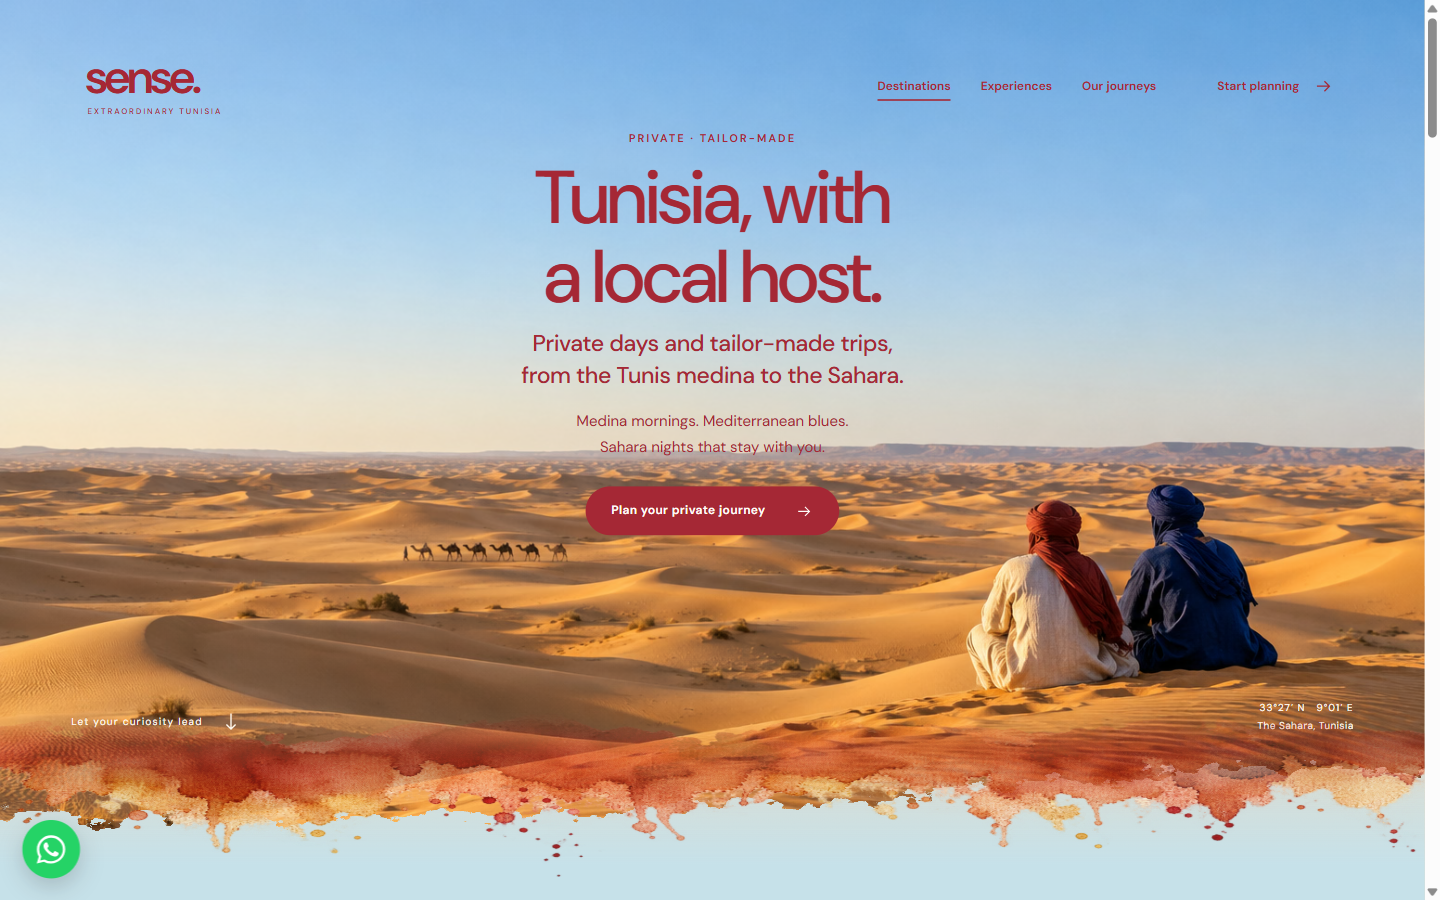 sense.
EXTRAORDINARY TUNISIA
Destinations
Experiences
Our journeys
Start planning
PRIVATE · TAILOR-MADE
Tunisia, with
a local host.
Private days and tailor-made trips,
from the Tunis medina to the Sahara.
Medina mornings. Mediterranean blues.
Sahara nights that stay with you.
Plan your private journey
Let your curiosity lead
33°27' N 9°01' E
The Sahara, Tunisia